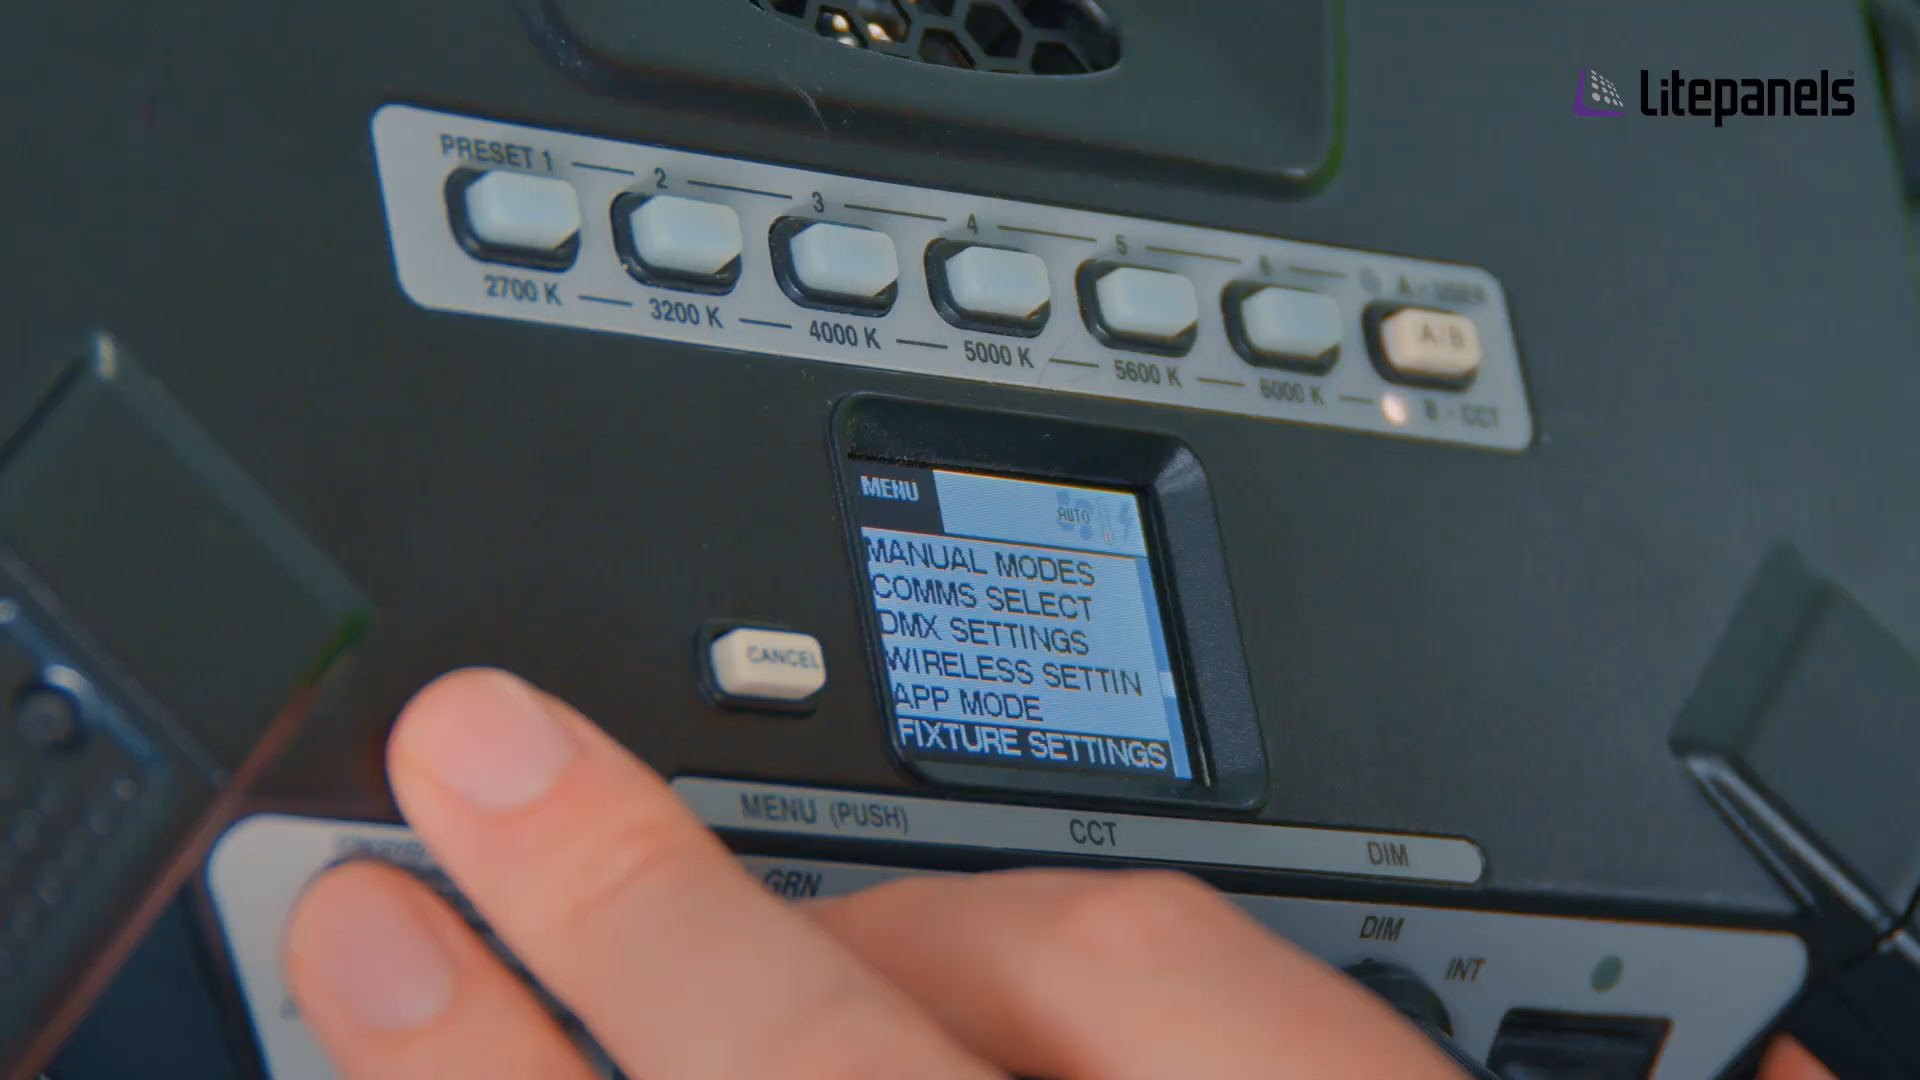 Litepanels
PRESET 1 2 3 4 5 6 A - USER
A/B
2700 K 3200 K 4000 K 5000 K 5600 K 6000 K B - CCT
MENU
AUTO
MANUAL MODES
COMMS SELECT
DMX SETTINGS
WIRELESS SETTIN
APP MODE
FIXTURE SETTINGS
CANCEL
MENU (PUSH) CCT DIM
GRN
DIM
INT